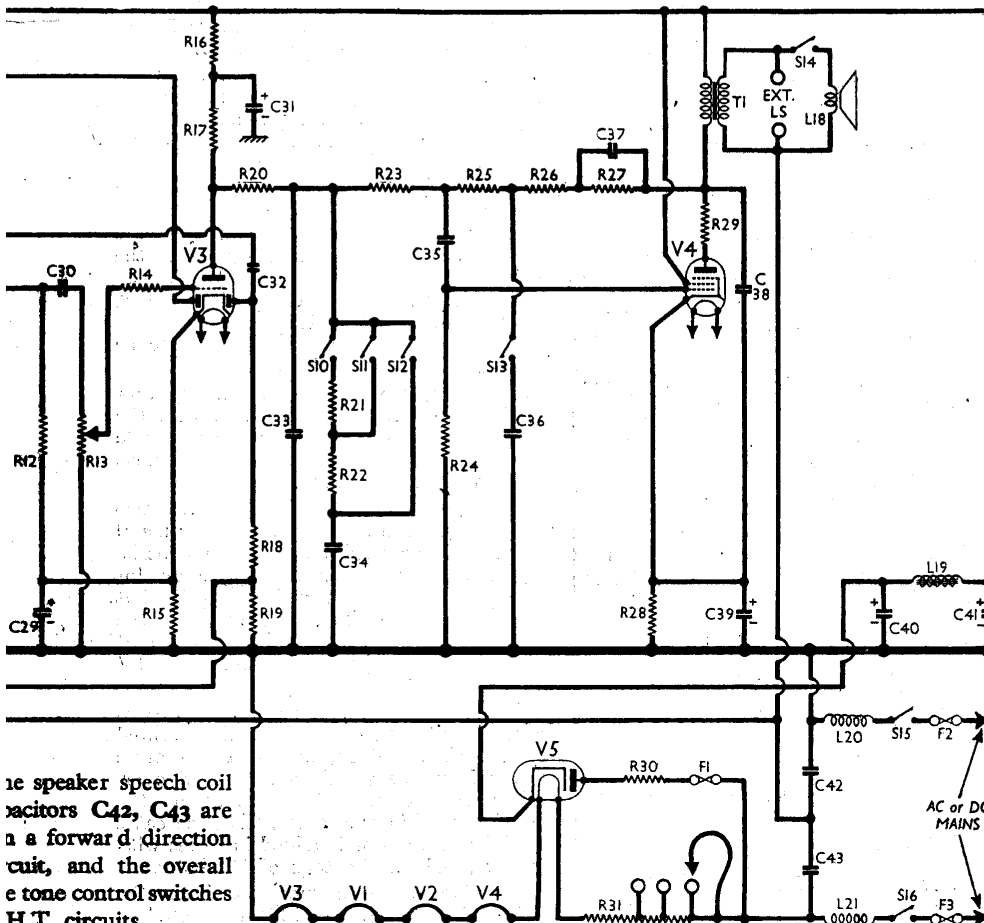 R16
S14
C31
T1
EXT.
LS
L18
R17
C37
R20
R23
R25
R26
R27
R29
V3
C35
V4
C30
R14
C32
C
38
S10
S11
S12
S13
R21
C33
C36
R12
R13
R22
R24
R18
C34
L19
R15
R19
R28
C39
C29
C40
C41
L20
S15
F2
V5
R30
F1
C42
AC or DC
MAINS
C43
ne speaker speech coil
pacitors C42, C43 are
n a forward direction
rcuit, and the overall
e tone control switches
H.T. circuits
V3
V1
V2
V4
R31
L21
S16
F3